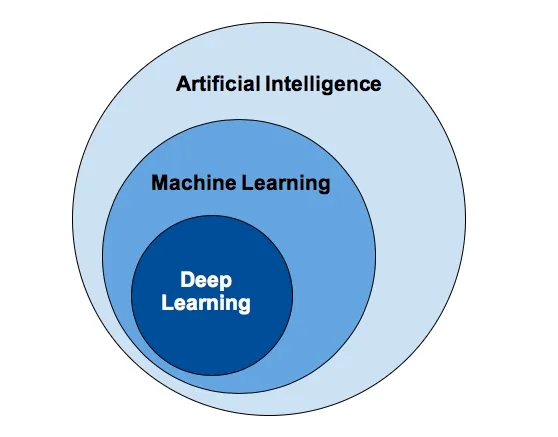 Artificial Intelligence
Machine Learning
Deep
Learning